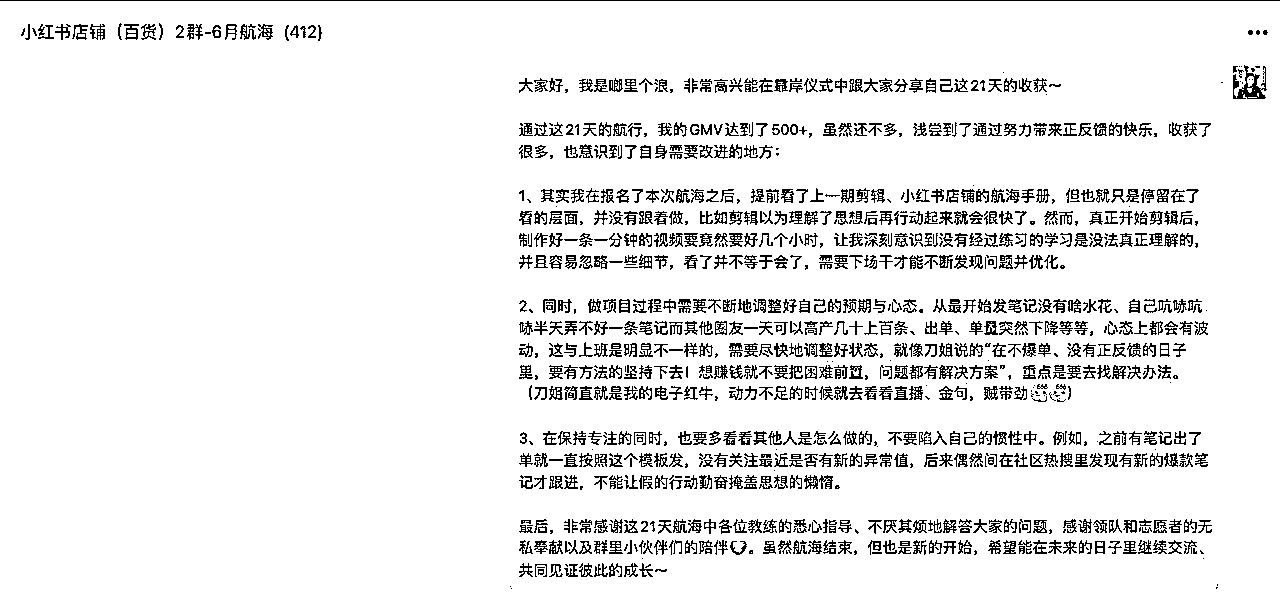 小红书店铺（百货）2群-6月航海（412）
大家好，我是嘟里个浪，非常高兴能在靠岸仪式中跟大家分享自己这21天的收获～
通过这21天的航行，我的GMV达到了500+，虽然还不多，浅尝到了通过努力带来正反馈的快乐，收获了
很多，也意识到了自身需要改进的地方：
1、其实我在报名了本次航海之后，提前看了上一期剪辑、小红书店铺的航海手册，但也就只是停留在了
看的层面，并没有跟着做，比如剪辑以为理解了思想后再行动起来就会很快了。然而，真正开始剪辑后，
制作好一条一分钟的视频要竟然要好几个小时，让我深刻意识到没有经过练习的学习是没法真正理解的，
并且容易忽略一些细节，看了并不等于会了，需要下场干才能不断发现问题并优化。
2、同时，做项目过程中需要不断地调整好自己的预期与心态。从最开始发笔记没有啥水花、自己吭哧吭
哧半天弄不好一条笔记而其他圈友一天可以高产几十上百条、出单、单量突然下降等等，心态上都会有波
动，这与上班是明显不一样的，需要尽快地调整好状态，就像刀姐说的“在不爆单、没有正反馈的日子
里，要有方法的坚持下去！想赚钱就不要把困难前置，问题都有解决方案”，重点是要去找解决办法。
（刀姐简直就是我的电子红牛，动力不足的时候就去看看直播、金句，贼带劲）
3、在保持专注的同时，也要多看看其他人是怎么做的，不要陷入自己的惯性中。例如，之前有笔记出了
单就一直按照这个模板发，没有关注最近是否有新的异常值，后来偶然间在社区热搜里发现有新的爆款笔
记才跟进，不能让假的行动勤奋掩盖思想的懒惰。
最后，非常感谢这21天航海中各位教练的悉心指导、不厌其烦地解答大家的问题，感谢领队和志愿者的无
私奉献以及群里小伙伴们的陪伴。虽然航海结束，但也是新的开始，希望能在未来的日子里继续交流、
共同见证彼此的成长～